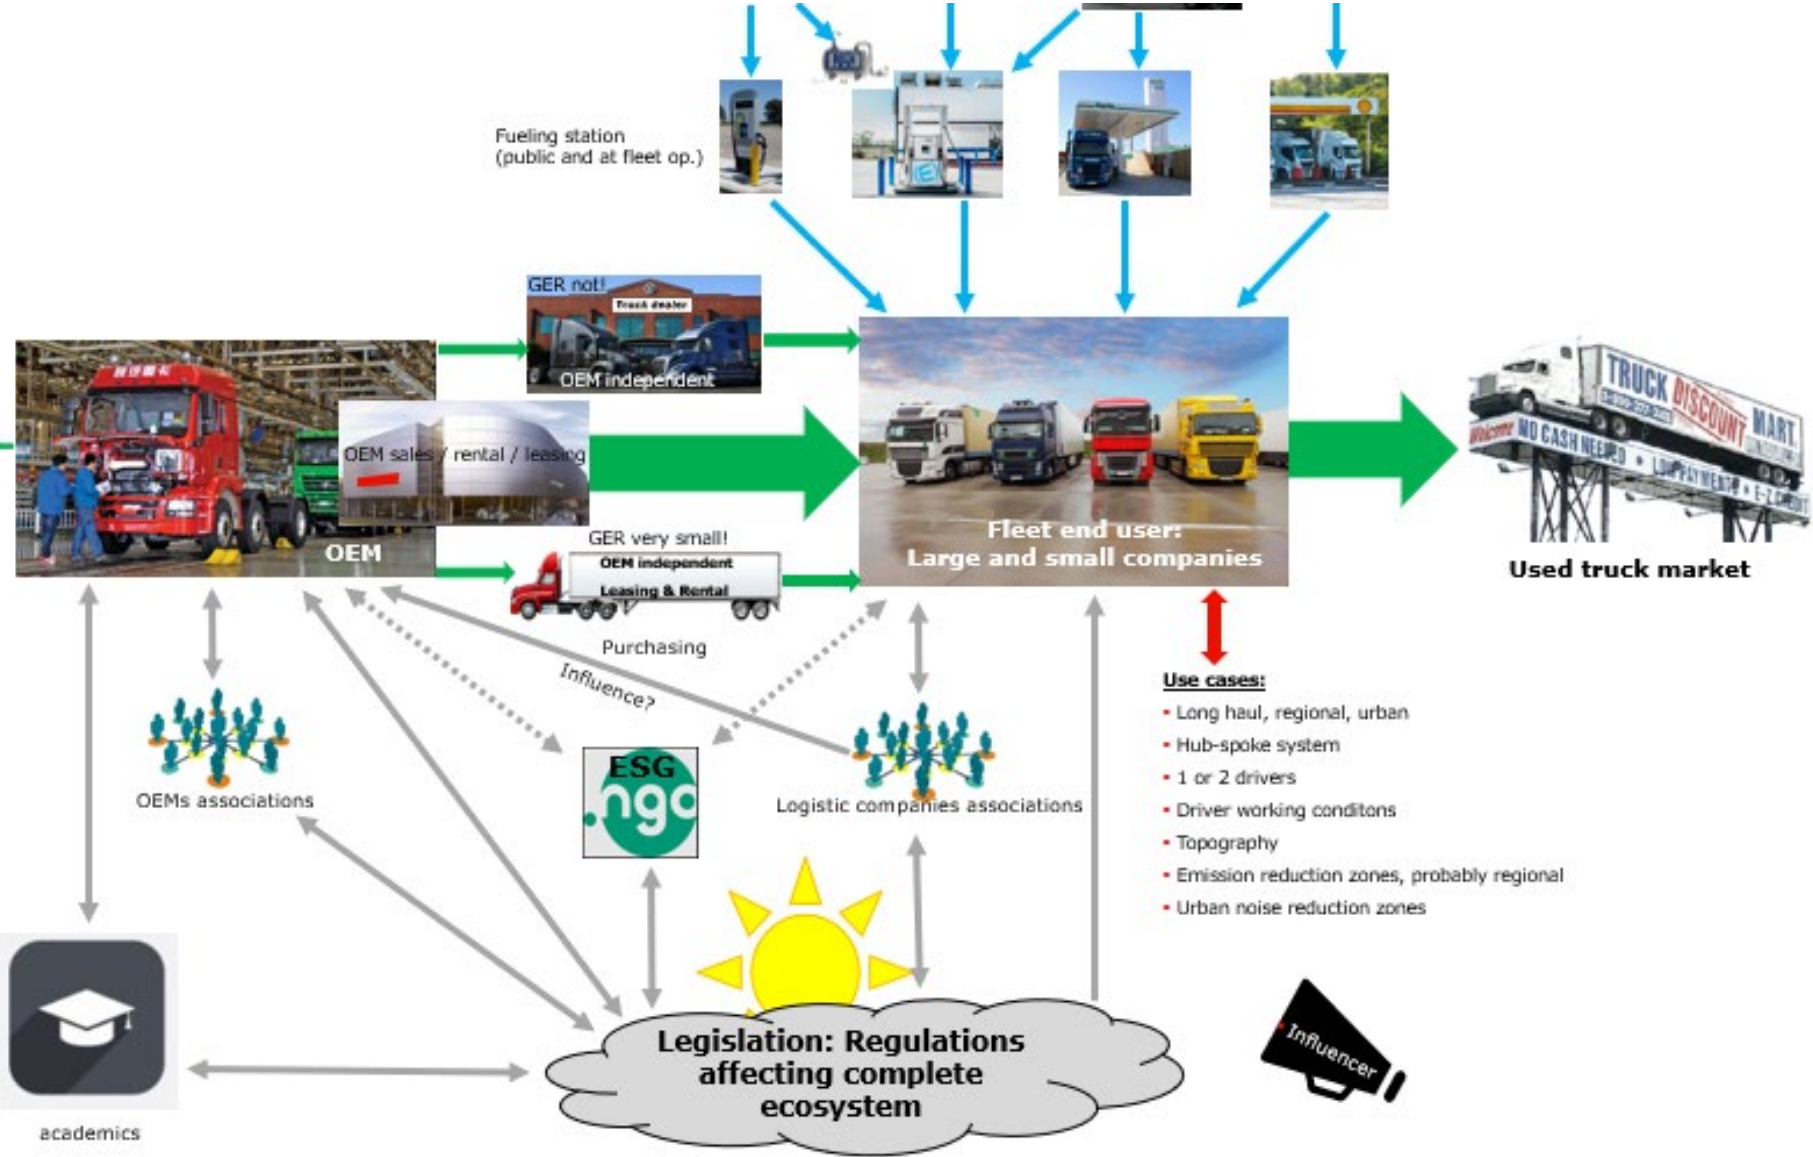 Fueling station
(public and at fleet op.)
GER not!
Truck dealer
OEM independent
OEM sales / rental / leasing
OEM
GER very small!
OEM independent
Leasing & Rental
Fleet end user:
Large and small companies
TRUCK DISCOUNT MART
Welcome NO CASH NEEDED
Used truck market
Purchasing
Influence?
Use cases:
Long haul, regional, urban
Hub-spoke system
1 or 2 drivers
Driver working conditons
Topography
Emission reduction zones, probably regional
Urban noise reduction zones
OEMs associations
ESG
.ngo
Logistic companies associations
Legislation: Regulations
affecting complete
ecosystem
Influencer
academics